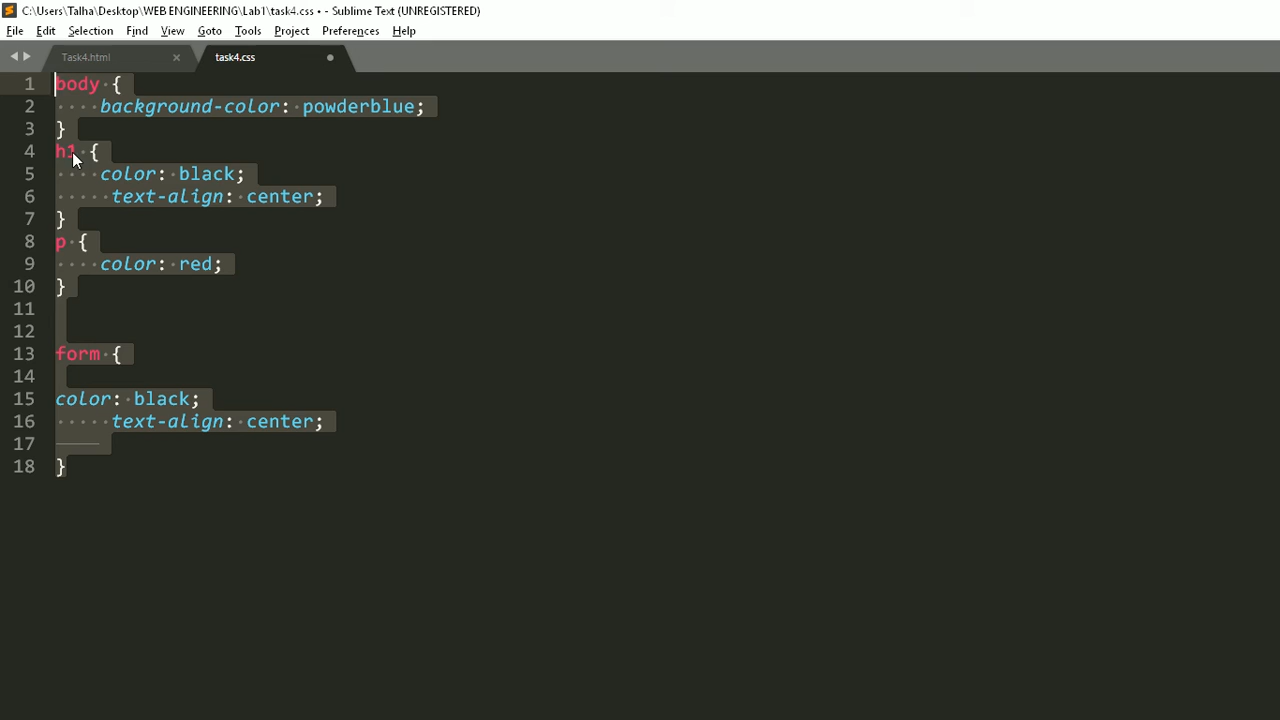 C:\Users\Talha\Desktop\WEB ENGINEERING\Lab1\task4.css • - Sublime Text (UNREGISTERED)
File Edit Selection Find View Goto Tools Project Preferences Help
Task4.html × task4.css
1 body {
2 background-color: powderblue;
3 }
4 h1 {
5 color: black;
6 text-align: center;
7 }
8 p {
9 color: red;
10 }
11
12
13 form {
14
15 color: black;
16 text-align: center;
17
18 }